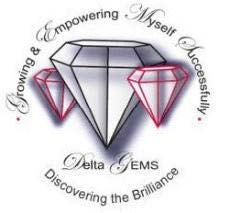 Growing & Empowering Myself Successfully
Delta GEMS
Discovering the Brilliance